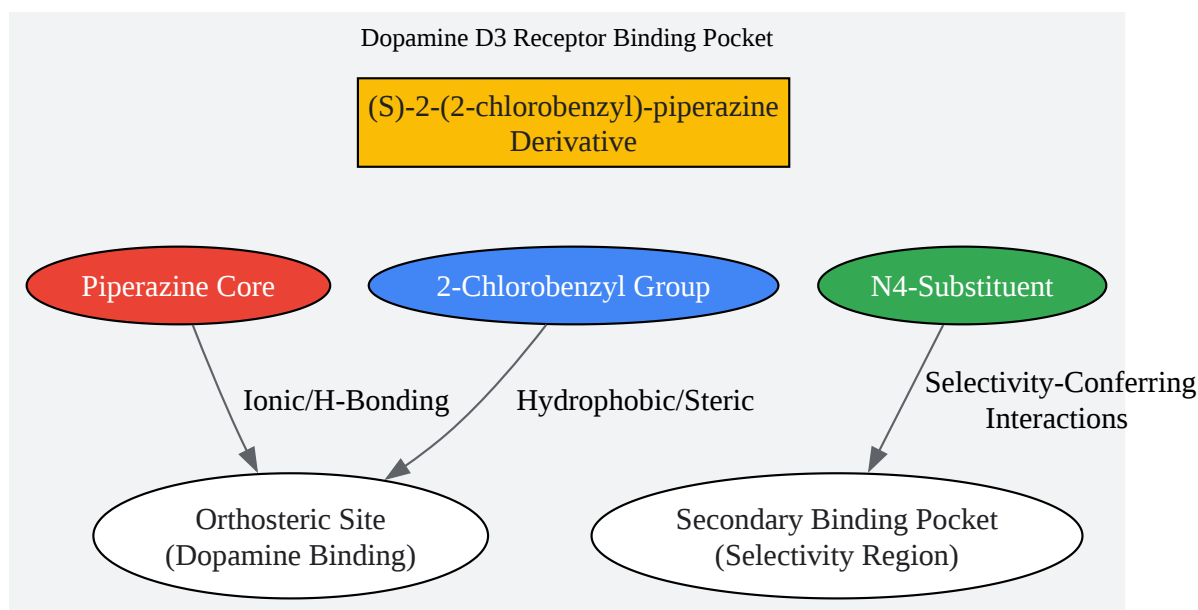 Dopamine D3 Receptor Binding Pocket
(S)-2-(2-chlorobenzyl)-piperazine
Derivative
Piperazine Core
2-Chlorobenzyl Group
N4-Substituent
Ionic/H-Bonding
Hydrophobic/Steric
Selectivity-Conferring
Interactions
Orthosteric Site
(Dopamine Binding)
Secondary Binding Pocket
(Selectivity Region)